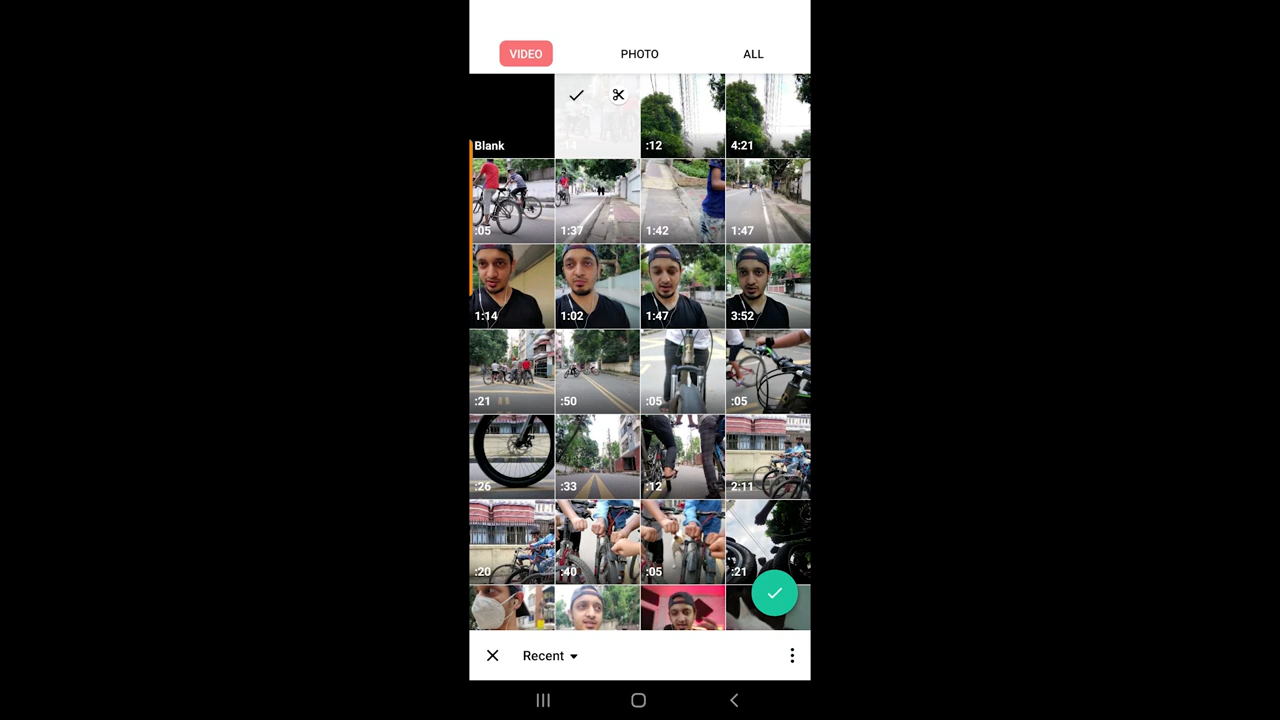 VIDEO PHOTO ALL
Blank :14 :12 4:21
:05 1:37 1:42 1:47
1:14 1:02 1:47 3:52
:21 :50 :05 :05
:26 :33 :12 2:11
:20 :40 :05 :21
Recent